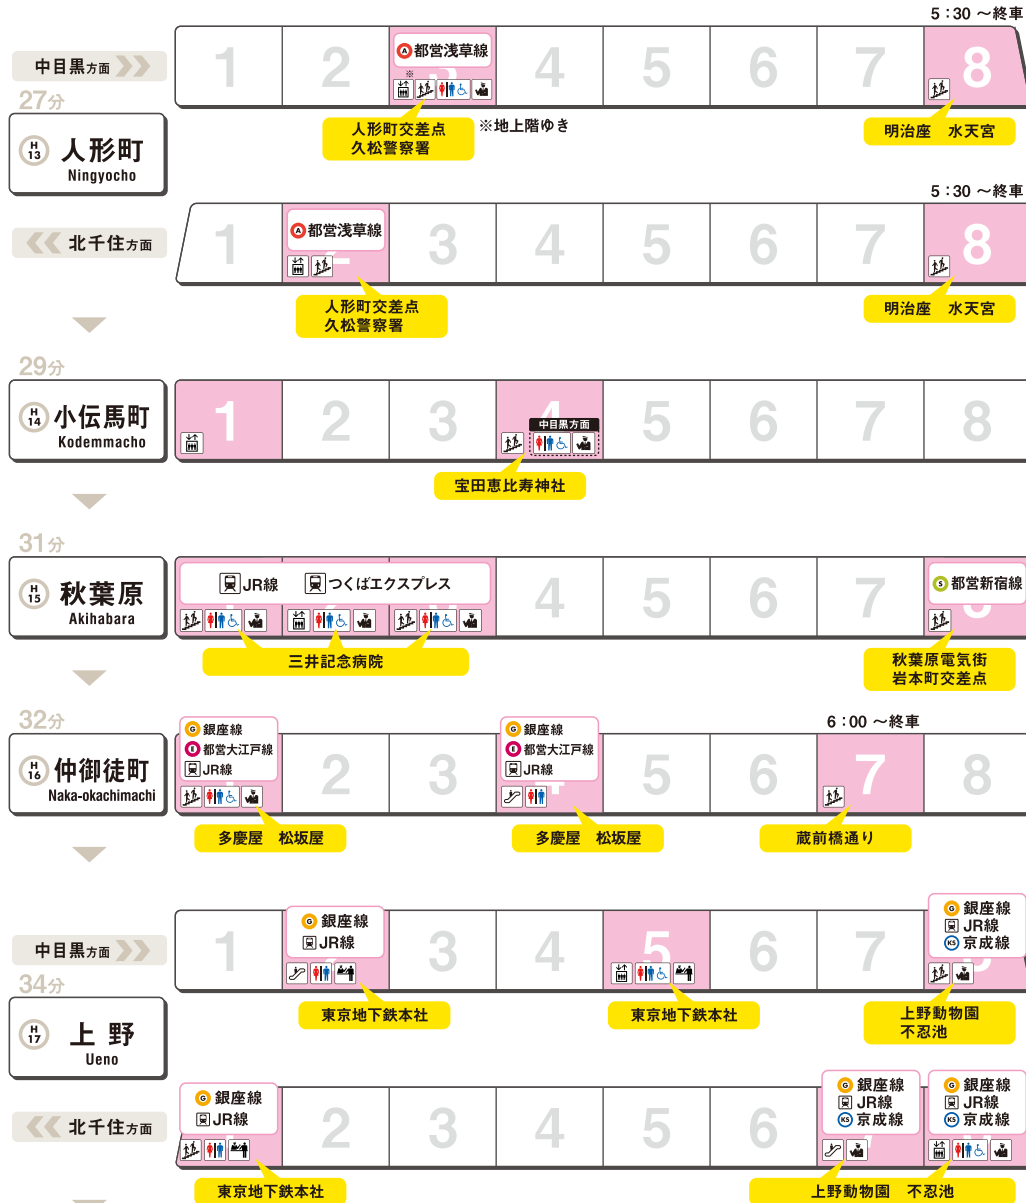 5:30 ～終車
中目黒方面
1 2 3 4 5 6 7 8
A 都営浅草線
※
27分
人形町交差点
久松警察署
※地上階ゆき
明治座 水天宮
H 13 人形町
Ningyocho
5:30 ～終車
北千住方面
1 2 3 4 5 6 7 8
A 都営浅草線
人形町交差点
久松警察署
明治座 水天宮
29分
H 14 小伝馬町
Kodemmacho
1 2 3 4 5 6 7 8
中目黒方面
宝田恵比寿神社
31分
H 15 秋葉原
Akihabara
JR線 つくばエクスプレス
4 5 6 7
S 都営新宿線
三井記念病院
秋葉原電気街
岩本町交差点
32分
6:00 ～終車
H 16 仲御徒町
Naka-okachimachi
G 銀座線
E 都営大江戸線
JR線
2 3
G 銀座線
E 都営大江戸線
JR線
4 5 6 7 8
多慶屋 松坂屋
多慶屋 松坂屋
蔵前橋通り
中目黒方面
1
G 銀座線
JR線
3 4 5 6 7
G 銀座線
JR線
KS 京成線
34分
東京地下鉄本社
東京地下鉄本社
上野動物園
不忍池
H 17 上野
Ueno
北千住方面
G 銀座線
JR線
2 3 4 5 6
G 銀座線
JR線
KS 京成線
G 銀座線
JR線
KS 京成線
東京地下鉄本社
上野動物園 不忍池